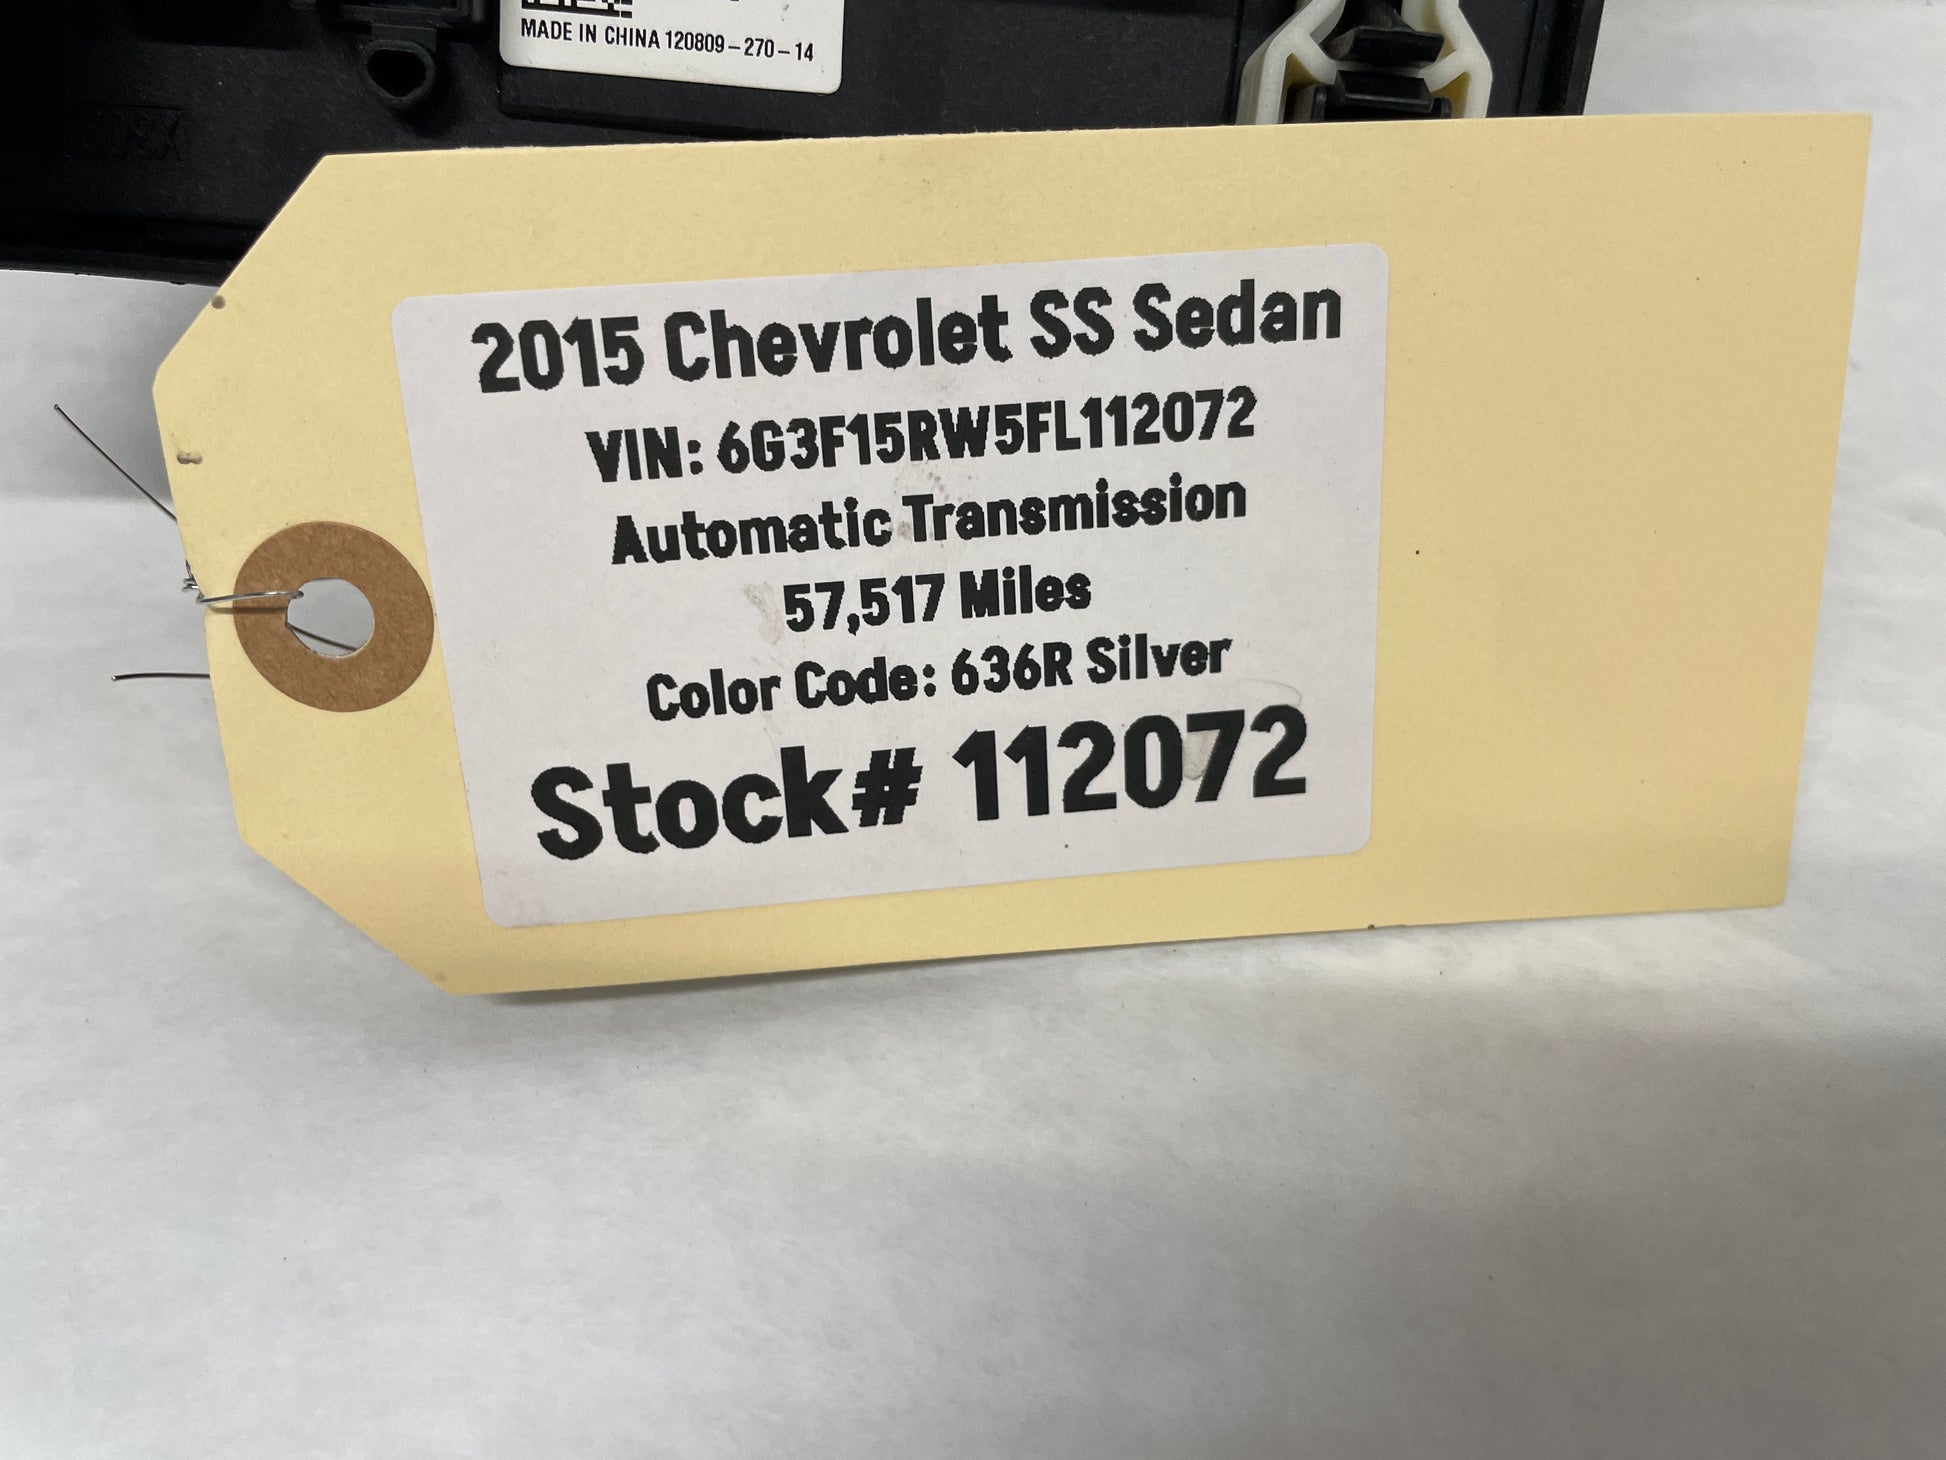 MADE IN CHINA 120809-270-14
2015 Chevrolet SS Sedan
VIN: 6G3F15RW5FL112072
Automatic Transmission
57,517 Miles
Color Code: 636R Silver
Stock# 112072